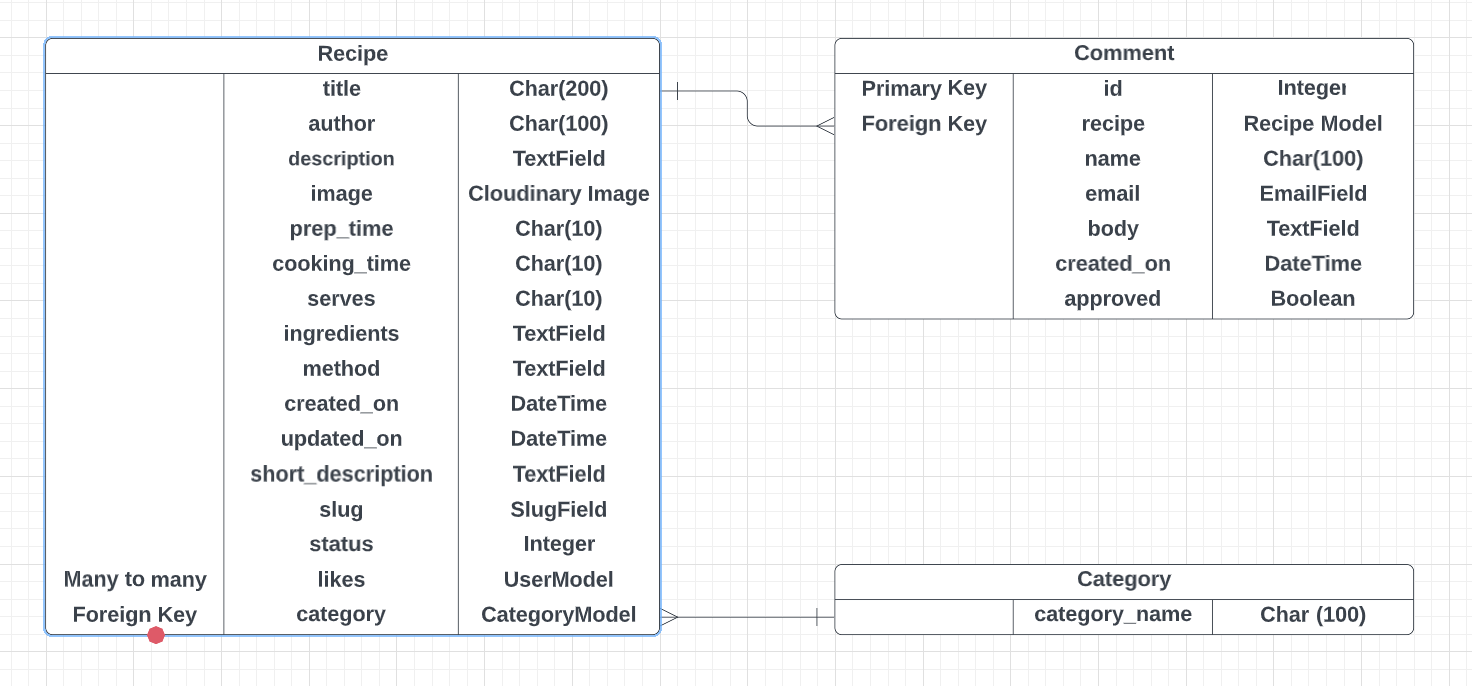 Recipe
title Char(200)
author Char(100)
description TextField
image Cloudinary Image
prep_time Char(10)
cooking_time Char(10)
serves Char(10)
ingredients TextField
method TextField
created_on DateTime
updated_on DateTime
short_description TextField
slug SlugField
status Integer
Many to many likes UserModel
Foreign Key category CategoryModel
Comment
Primary Key id Integer
Foreign Key recipe Recipe Model
name Char(100)
email EmailField
body TextField
created_on DateTime
approved Boolean
Category
category_name Char (100)